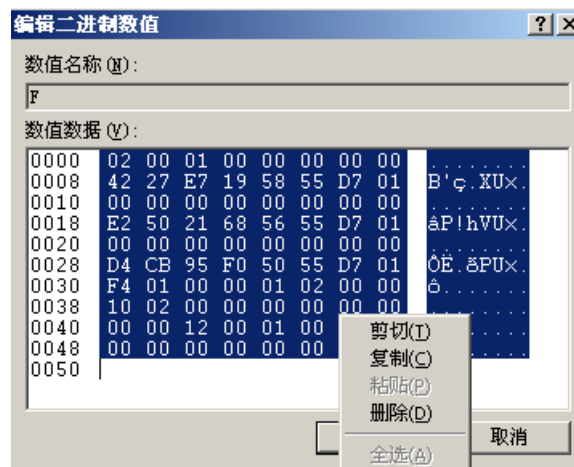 编辑二进制数值
数值名称(N):
F
数值数据(V):
0000 02 00 01 00 00 00 00 00 ........
0008 42 27 E7 19 58 55 D7 01 B'ç.XU×.
0010 00 00 00 00 00 00 00 00 ........
0018 E2 50 21 68 56 55 D7 01 âP!hVU×.
0020 00 00 00 00 00 00 00 00 ........
0028 D4 CB 95 F0 50 55 D7 01 ÔË.ðPU×.
0030 F4 01 00 00 01 02 00 00 ô.......
0038 10 02 00 00 00 00 00 00 ........
0040 00 00 12 00 01 00
0048 00 00 00 00 00 00
0050
剪切(T)
复制(C)
粘贴(P)
删除(D)
取消
全选(A)